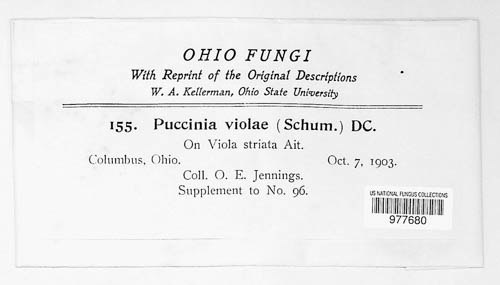 OHIO FUNGI
With Reprint of the Original Descriptions
W. A. Kellerman, Ohio State University
155. Puccinia violae (Schum.) DC.
On Viola striata Ait.
Columbus, Ohio. Oct. 7, 1903.
Coll. O. E. Jennings.
Supplement to No. 96.
US NATIONAL FUNGUS COLLECTIONS
977680